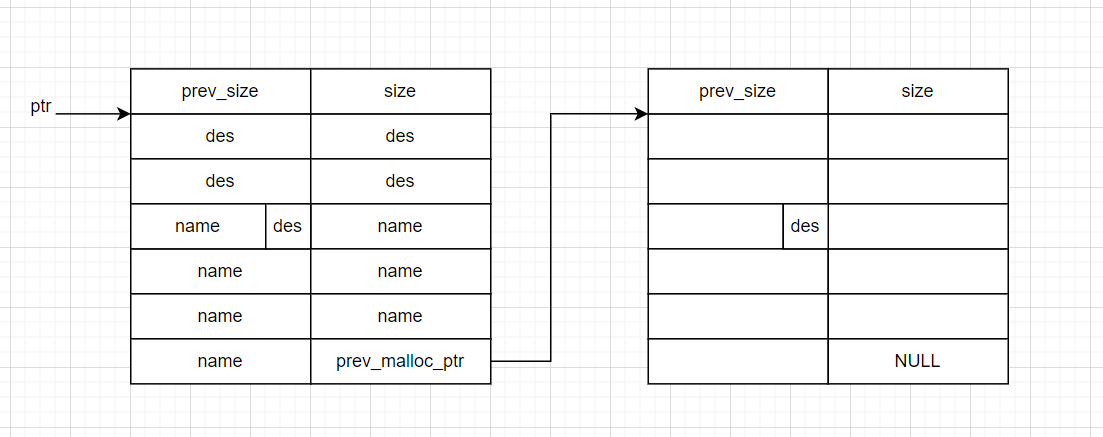 prev_size size prev_size size
ptr
des des
des des
name des name des
name name
name name
name prev_malloc_ptr NULL